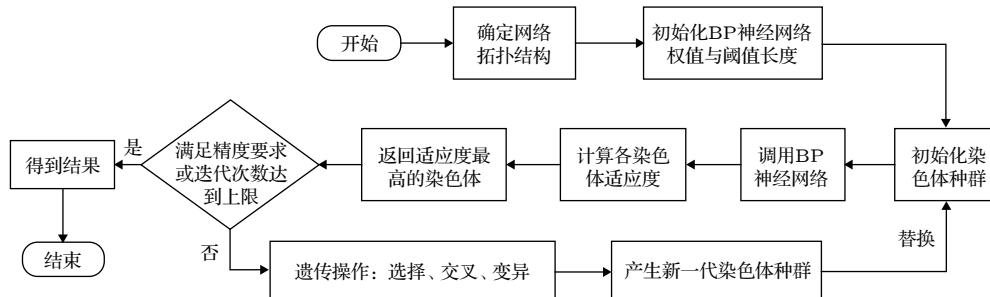 开始
确定网络
拓扑结构
初始化BP神经网络
权值与阈值长度
初始化染
色体种群
调用BP
神经网络
计算各染色
体适应度
返回适应度最
高的染色体
满足精度要求
或迭代次数达
到上限
是
得到结果
结束
否
遗传操作：选择、交叉、变异
产生新一代染色体种群
替换